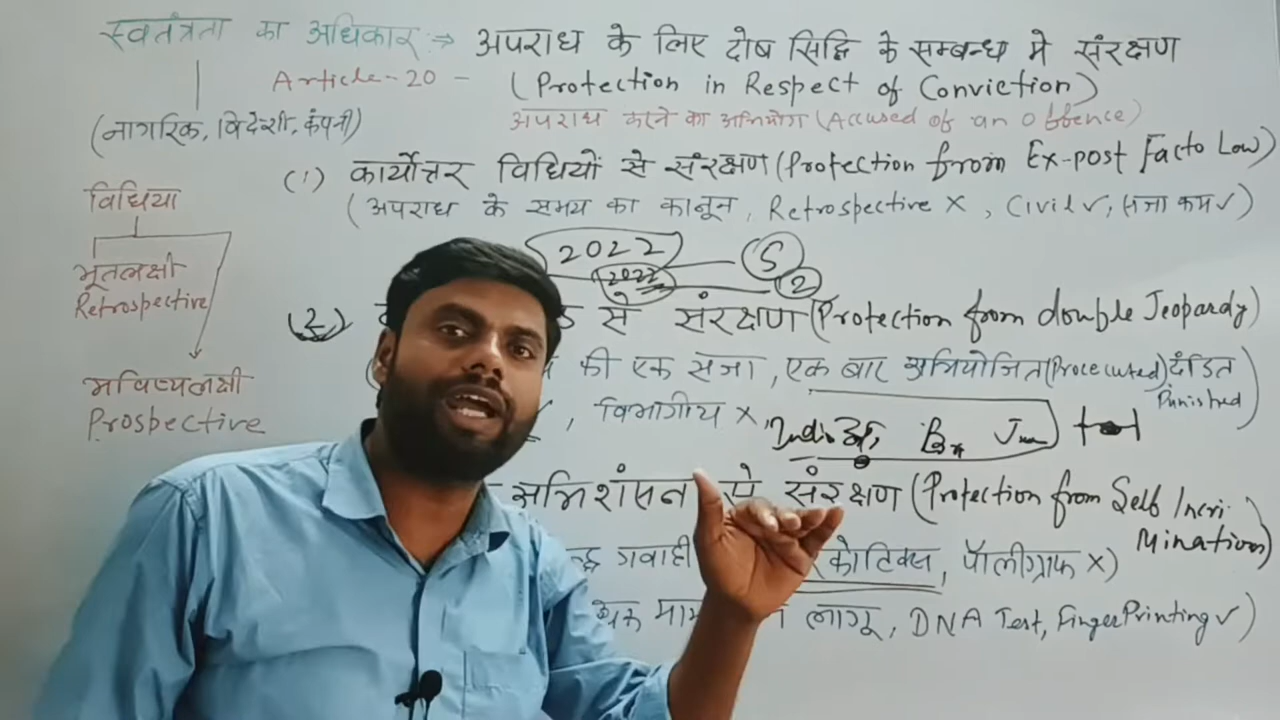 स्वतंत्रता का अधिकार :⇒ अपराध के लिए दोष सिद्धि के सम्बन्ध मे संरक्षण
Article-20 - (Protection in Respect of Conviction)
(नागरिक, विदेशी, कंपनी)
अपराध करने का अभियोग (Accused of an Offence)
(1) कार्योत्तर विधियों से संरक्षण (Protection from Ex-post Facto Low)
(अपराध के समय का कानून, Retrospective X, Civil ✓, सजा कम ✓)
विधिया
भूतलक्षी
Retrospective
भविष्यलक्षी
Prospective
2022 5
2022 2
(2) से संरक्षण (Protection from double Jeopardy)
की एक सजा, एक बार अभियोजित (Procecuted) दंडित
Punished
, विभागीय X
अभिशंसन से संरक्षण (Protection from Self Incri
Mination)
गवाही कोटिक्स, पॉलीग्राफ X)
लागू, DNA Test, FingerPrinting ✓)